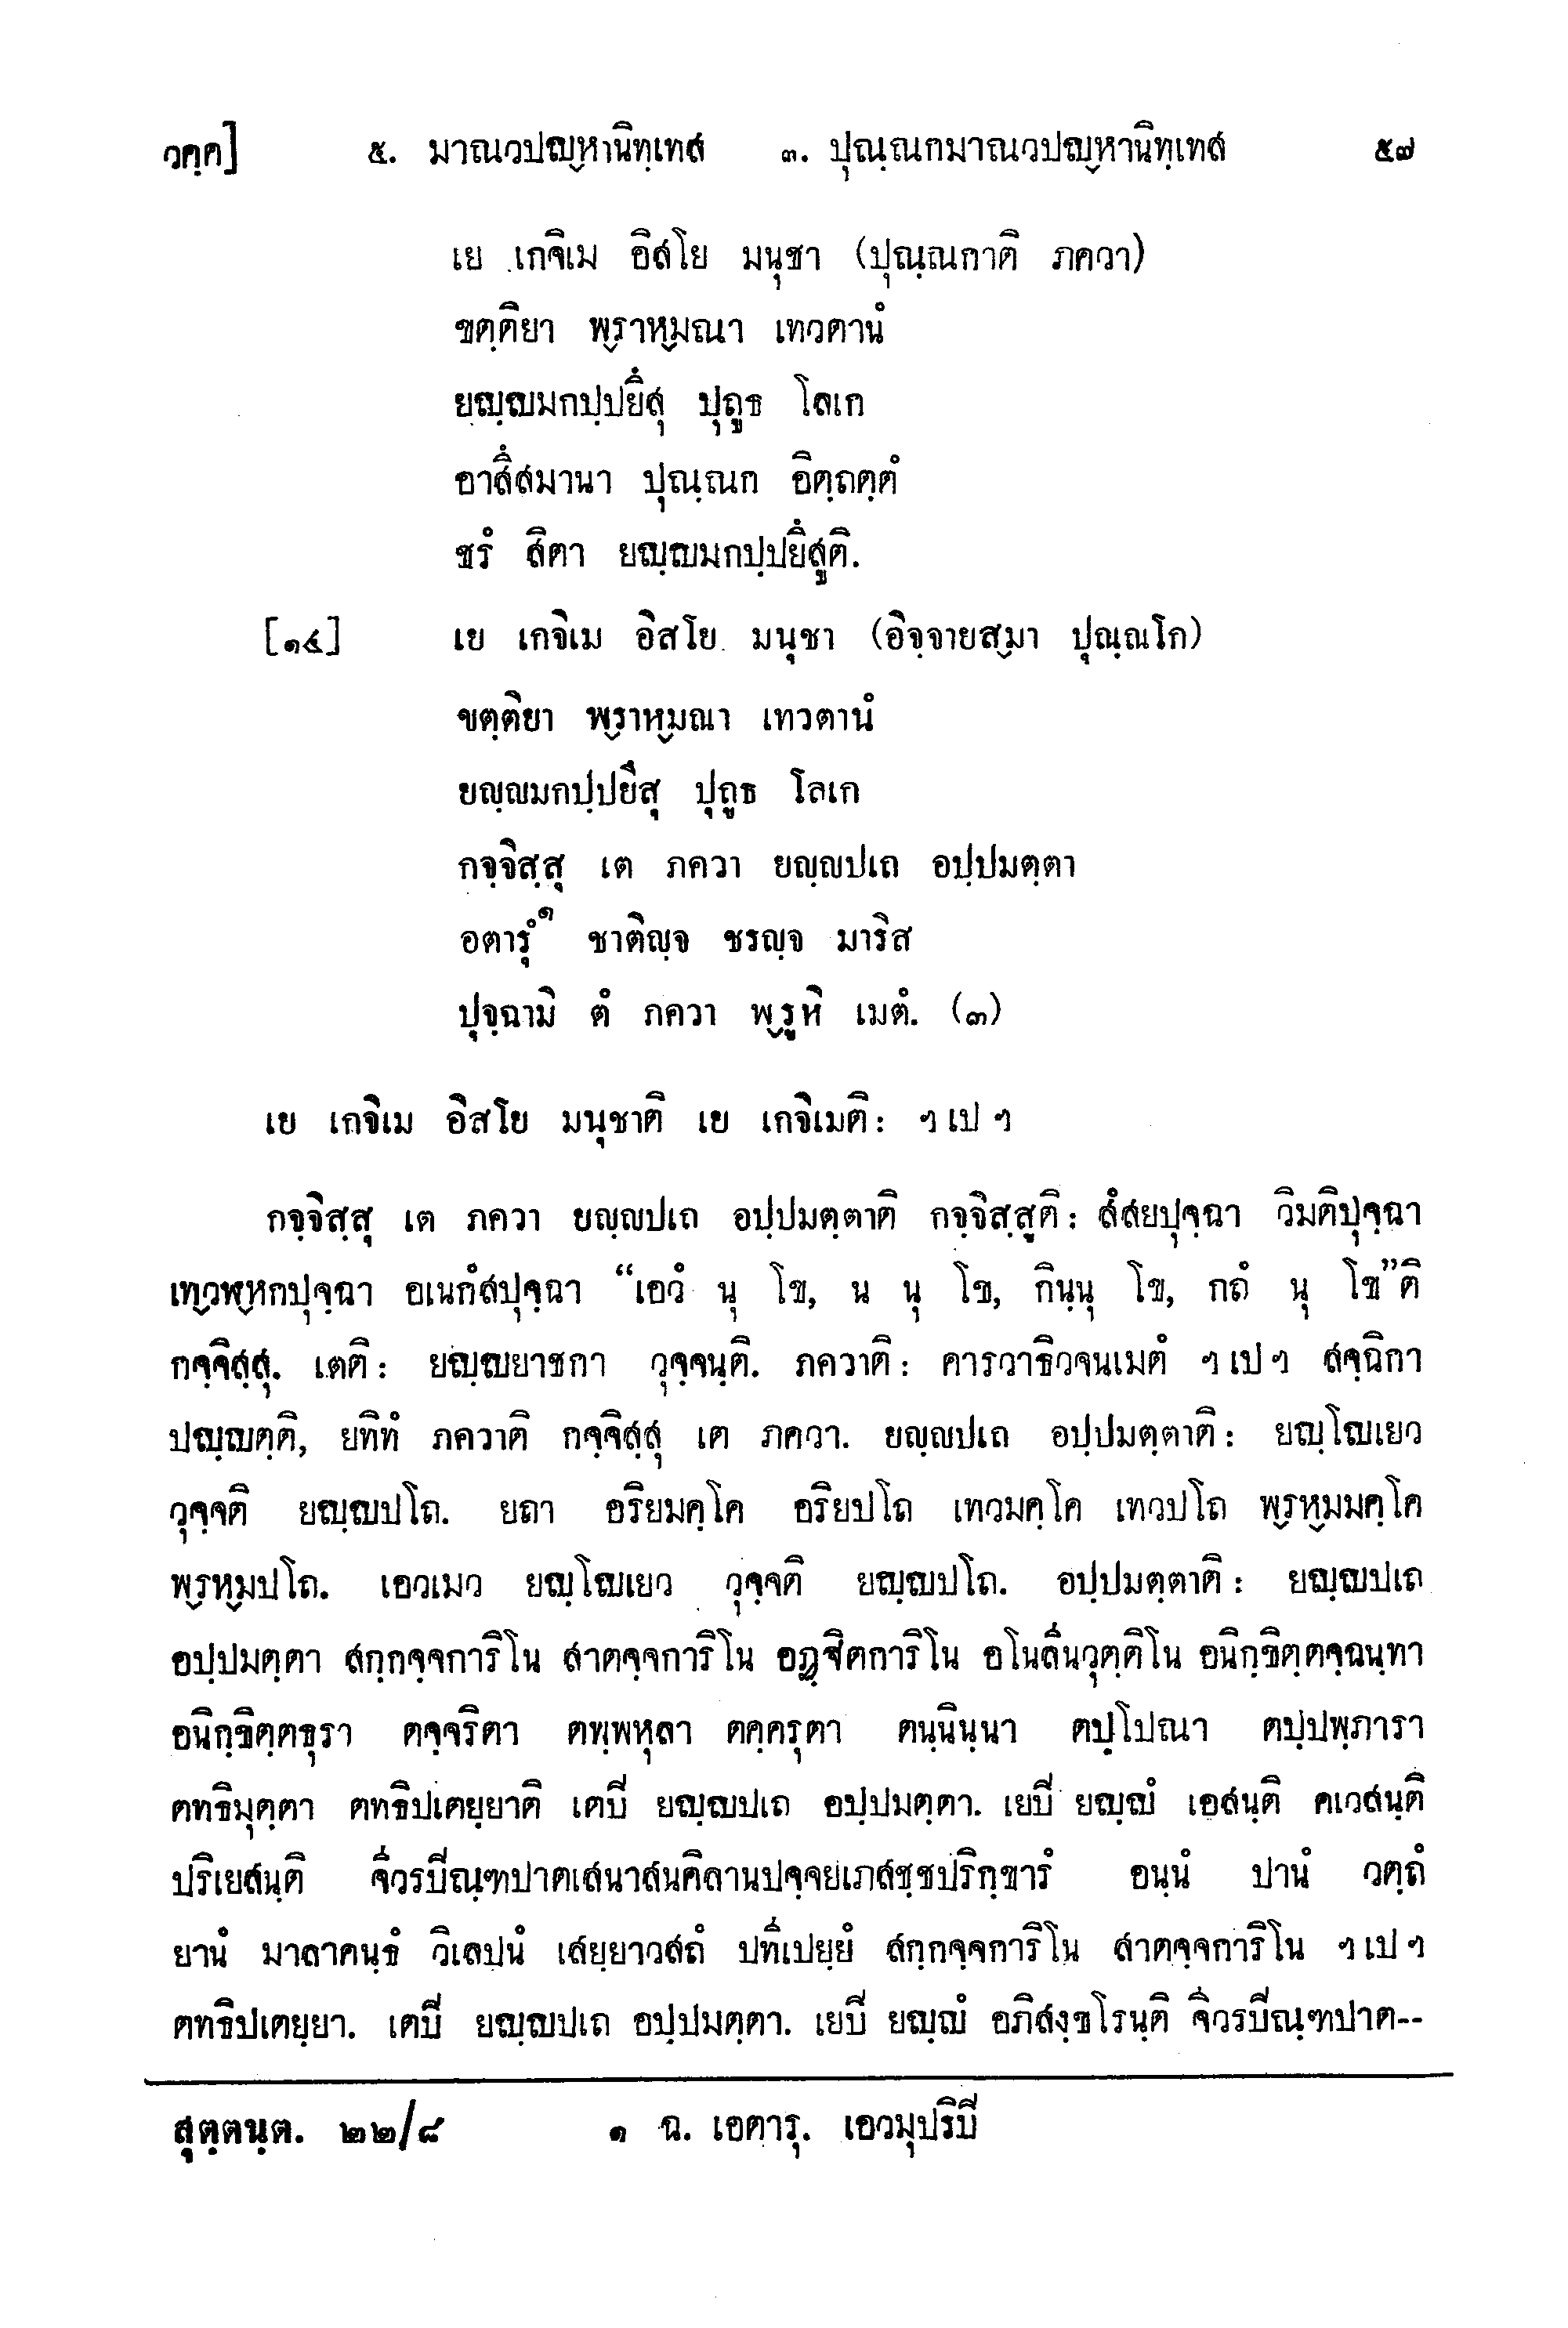 วคฺค] ๕. มาณวปญฺหานิทฺเทส ๓. ปุณฺณกมาณวปญฺหานิทฺเทส ๕๗
เย เกจิเม อิสโย มนุชา (ปุณฺณกาติ ภควา)
ขตฺติยา พฺราหฺมณา เทวตานํ
ยญฺญมกปฺปยึสุ ปุถูธ โลเก
อาสึสมานา ปุณฺณก อิตฺถตฺตํ
ชรํ สิตา ยญฺญมกปฺปยึสูติ.
[๑๔] เย เกจิเม อิสโย มนุชา (อิจฺจายสฺมา ปุณฺณโก)
ขตฺติยา พฺราหฺมณา เทวตานํ
ยญฺญมกปฺปยึสุ ปุถูธ โลเก
กจฺจิสฺสุ เต ภควา ยญฺญปเถ อปฺปมตฺตา
อตารุํ๑ ชาติญฺจ ชรญฺจ มาริส
ปุจฺฉามิ ตํ ภควา พฺรูหิ เมตํ. (๓)
เย เกจิเม อิสโย มนุชาติ เย เกจิเมติ: ฯเปฯ
กจฺจิสฺสุ เต ภควา ยญฺญปเถ อปฺปมตฺตาติ กจฺจิสฺสูติ: สํสยปุจฺฉา วิมติปุจฺฉา
เทฺวฬฺหกปุจฺฉา อเนกํสปุจฺฉา “เอวํ นุ โข, น นุ โข, กินฺนุ โข, กถํ นุ โข”ติ
กจฺจิสฺสุ. เตติ: ยญฺญยาชกา วุจฺจนฺติ. ภควาติ: คารวาธิวจนเมตํ ฯเปฯ สจฺฉิกา
ปญฺญตฺติ, ยทิทํ ภควาติ กจฺจิสฺสุ เต ภควา. ยญฺญปเถ อปฺปมตฺตาติ: ยญฺโญเยว
วุจฺจติ ยญฺญปโถ. ยถา อริยมคฺโค อริยปโถ เทวมคฺโค เทวปโถ พฺรหฺมมคฺโค
พฺรหฺมปโถ. เอวเมว ยญฺโญเยว วุจฺจติ ยญฺญปโถ. อปฺปมตฺตาติ: ยญฺญปเถ
อปฺปมตฺตา สกฺกจฺจการิโน สาตจฺจการิโน อฏฺฐิตการิโน อโนลีนวุตฺติโน อนิกฺขิตฺตจฺฉนฺทา
อนิกฺขิตฺตธุรา ตจฺจริตา ตพฺพหุลา ตคฺครุตา ตนฺนินฺนา ตปฺโปณา ตปฺปพฺภารา
ตทธิมุตฺตา ตทธิปเตยฺยาติ เตปิ ยญฺญปเถ อปฺปมตฺตา. เยปิ ยญฺญํ เอสนฺติ คเวสนฺติ
ปริเยสนฺติ จีวรปิณฺฑปาตเสนาสนคิลานปจฺจยเภสชฺชปริกฺขารํ อนฺนํ ปานํ วตฺถํ
ยานํ มาลาคนฺธํ วิเลปนํ เสยฺยาวสถํ ปทีเปยฺยํ สกฺกจฺจการิโน สาตจฺจการิโน ฯเปฯ
ตทธิปเตยฺยา. เตปิ ยญฺญปเถ อปฺปมตฺตา. เยปิ ยญฺญํ อภิสงฺขโรนฺติ จีวรปิณฺฑปาต--
สุตฺตนฺต. ๒๒/๘ ๑ ฉ. เอตารุ. เอวมุปริปิ